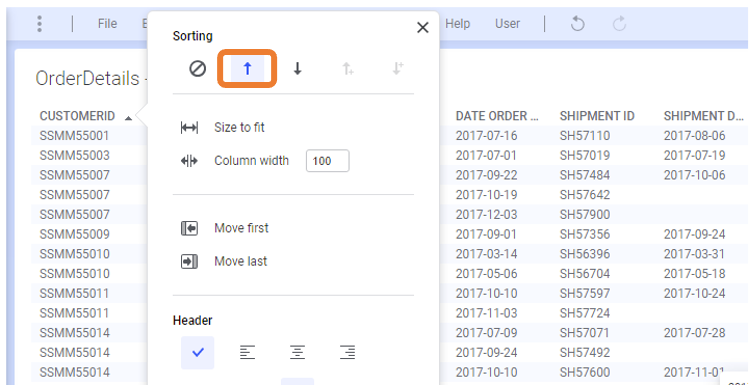 File Help User
Sorting
OrderDetails -
CUSTOMERID DATE ORDER ... SHIPMENT ID SHIPMENT D...
SSMM55001 2017-07-16 SH57110 2017-08-06
SSMM55003 2017-07-01 SH57019 2017-07-19
SSMM55007 2017-09-22 SH57484 2017-10-06
SSMM55007 2017-10-19 SH57642
SSMM55007 2017-12-03 SH57900
SSMM55009 2017-09-01 SH57356 2017-09-24
SSMM55010 2017-03-14 SH56396 2017-03-31
SSMM55010 2017-05-06 SH56704 2017-05-18
SSMM55011 2017-10-10 SH57597 2017-10-24
SSMM55011 2017-11-03 SH57724
SSMM55014 2017-07-09 SH57071 2017-07-28
SSMM55014 2017-09-24 SH57492
SSMM55014 2017-10-10 SH57600 2017-11-01
Size to fit
Column width 100
Move first
Move last
Header